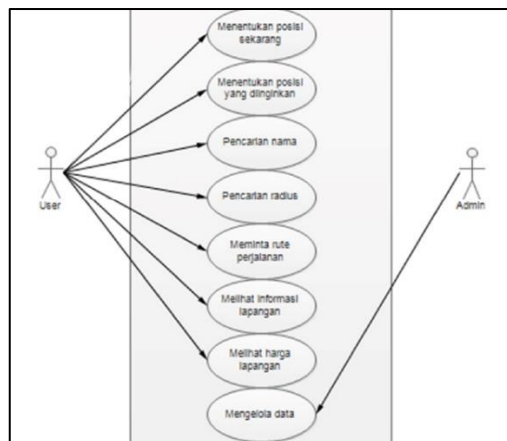 Menentukan posisi
sekarang
Menentukan posisi
yang diinginkan
Pencarian nama
Pencarian radius
User
Admin
Meminta rute
perjalanan
Melihat informasi
lapangan
Melihat harga
lapangan
Mengelola data